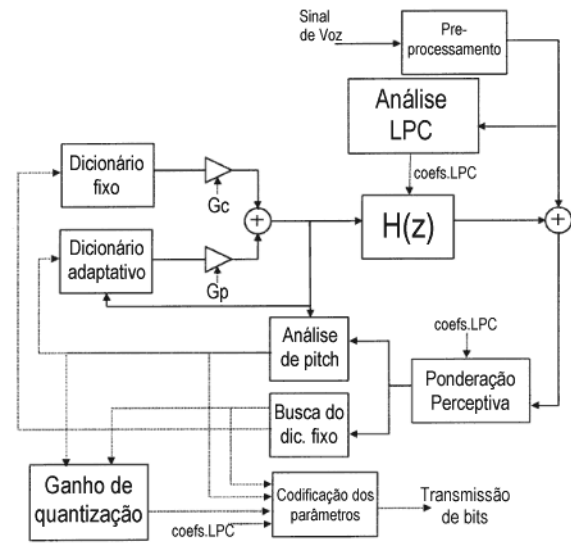 Sinal
de Voz
Pre-
processamento
Análise
LPC
coefs.LPC
Dicionário
fixo
Gc
+
H(z)
+
Dicionário
adaptativo
Gp
Análise
de pitch
coefs.LPC
Ponderação
Perceptiva
Busca do
dic. fixo
Ganho de
quantização
Codificação dos
parâmetros
Transmissão
de bits
coefs.LPC